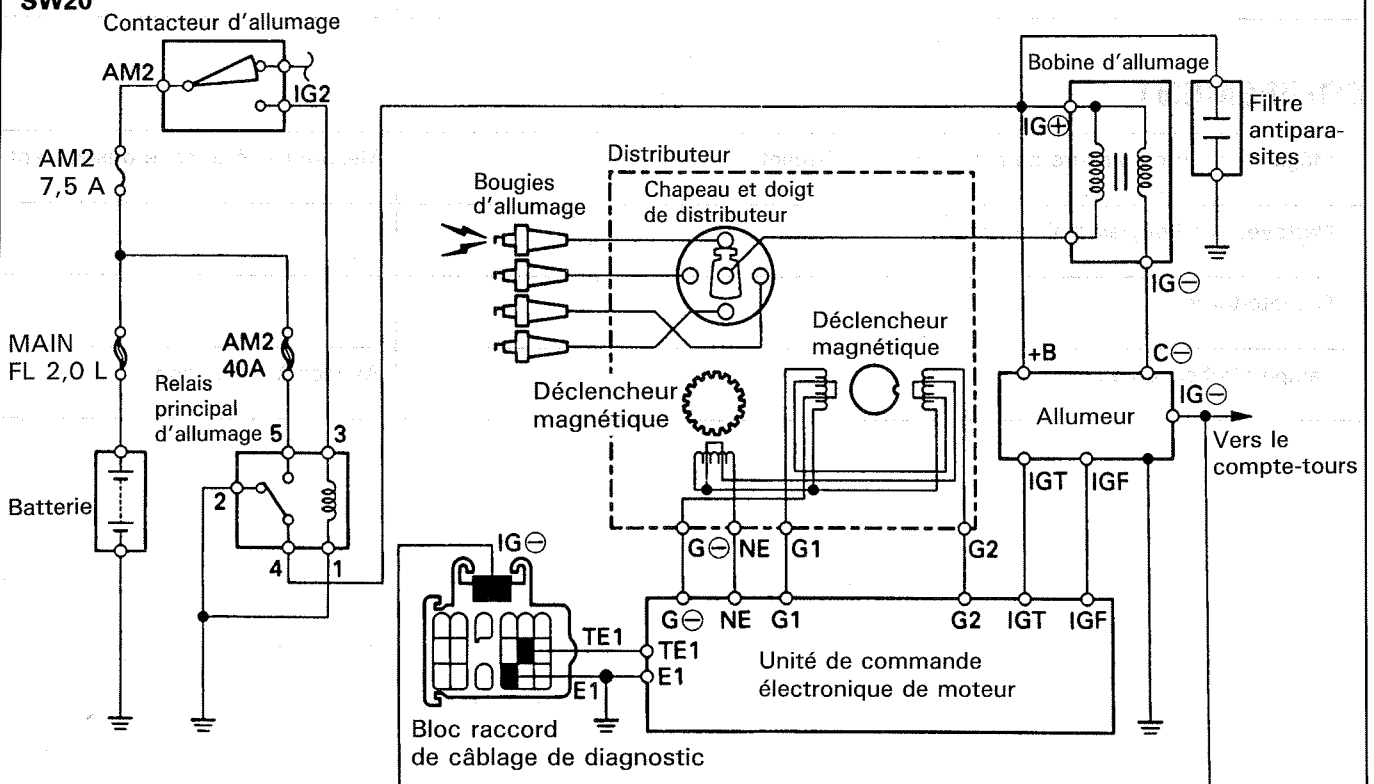 SW20
Contacteur d'allumage
AM2
IG2
AM2
7,5 A
MAIN
FL 2,0 L
AM2
40A
Relais
principal
d'allumage
5
3
2
4
1
Batterie
Bougies
d'allumage
Distributeur
Chapeau et doigt
de distributeur
Déclencheur
magnétique
Déclencheur
magnétique
G⊖
NE
G1
G2
Bobine d'allumage
IG⊕
IG⊖
Filtre
antipara-
sites
+B
C⊖
IG⊖
Allumeur
Vers le
compte-tours
IGT
IGF
IG⊖
TE1
E1
Bloc raccord
de câblage de diagnostic
G⊖ NE G1 G2 IGT IGF
TE1
E1
Unité de commande
électronique de moteur